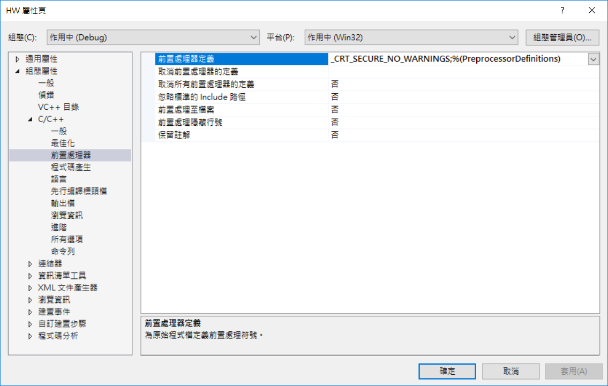 HW 屬性頁
組態(C): 作用中 (Debug) 平台(P): 作用中 (Win32) 組態管理員(O)...
通用屬性
組態屬性
一般
偵錯
VC++ 目錄
C/C++
一般
最佳化
前置處理器
程式碼產生
語言
先行編譯標頭檔
輸出檔
瀏覽資訊
進階
所有選項
命令列
連結器
資訊清單工具
XML 文件產生器
瀏覽資訊
建置事件
自訂建置步驟
程式碼分析
前置處理器定義 _CRT_SECURE_NO_WARNINGS;%(PreprocessorDefinitions)
取消前置處理器的定義
取消所有前置處理器的定義 否
忽略標準的 Include 路徑 否
前置處理至檔案 否
前置處理隱藏行號 否
保留註解 否
前置處理器定義
為原始程式檔定義前置處理符號。
確定 取消 套用(A)